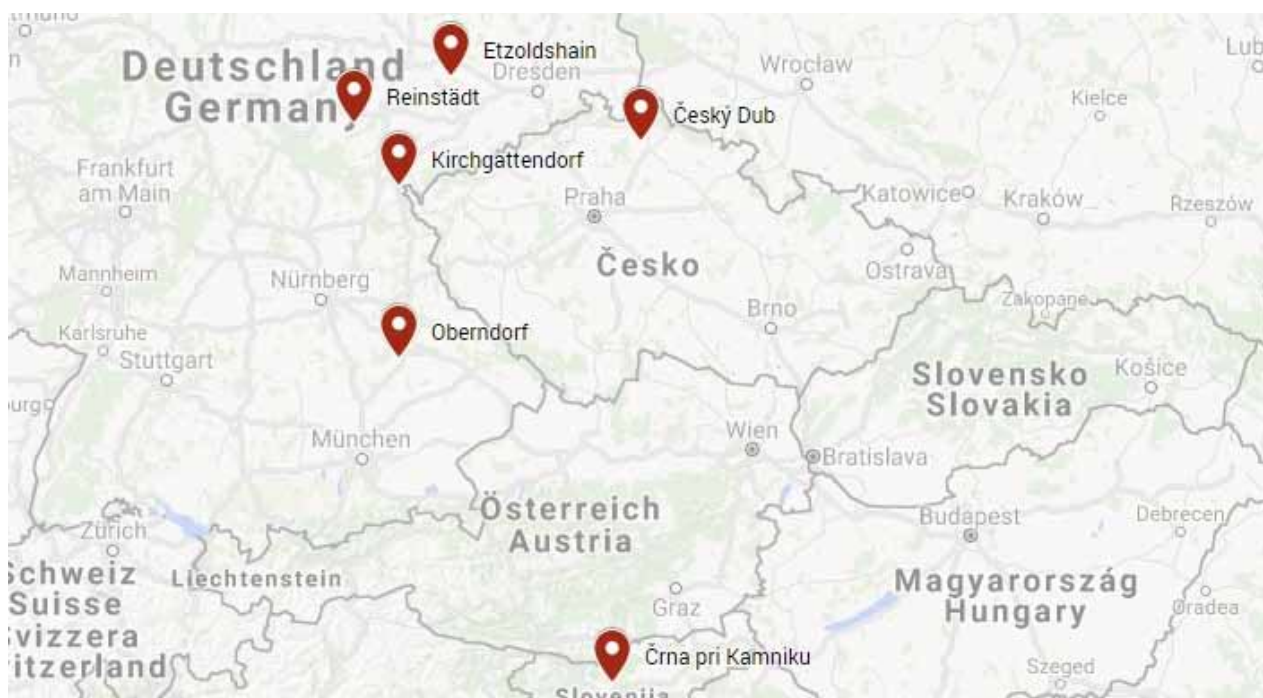 Etzoldshain
Deutschland
Germany
Dresden
Wrocław
Reinstädt
Kielce
Český Dub
Kirchgattendorf
Frankfurt
am Main
Praha
Katowice
Kraków
Rzeszów
Česko
Ostrava
Mannheim
Nürnberg
Zakopane
Brno
Oberndorf
Karlsruhe
Stuttgart
Košice
Slovensko
Slovakia
München
Wien
Bratislava
Österreich
Austria
Budapest
Debrecen
Zürich
Liechtenstein
Schweiz
Suisse
Svizzera
itzerland
Magyarország
Hungary
Graz
Oradea
Črna pri Kamniku
Szeged
Slovenija